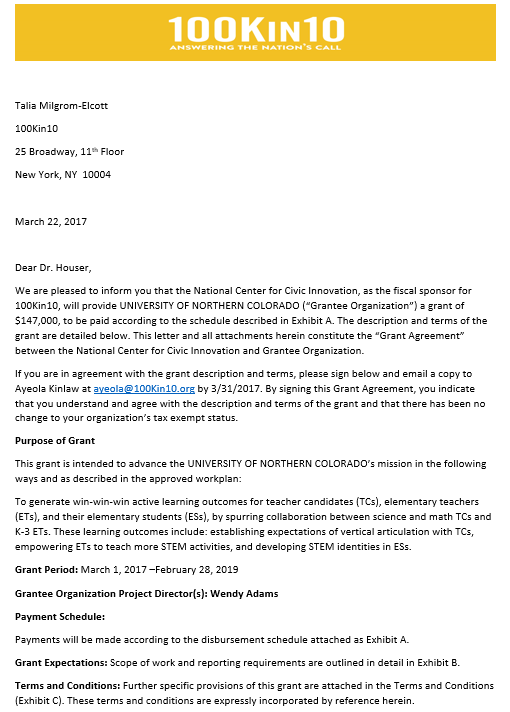 100Kin10
ANSWERING THE NATION'S CALL
Talia Milgrom-Elcott
100Kin10
25 Broadway, 11th Floor
New York, NY  10004
March 22, 2017
Dear Dr. Houser,
We are pleased to inform you that the National Center for Civic Innovation, as the fiscal sponsor for
100Kin10, will provide UNIVERSITY OF NORTHERN COLORADO (“Grantee Organization”) a grant of
$147,000, to be paid according to the schedule described in Exhibit A. The description and terms of the
grant are detailed below. This letter and all attachments herein constitute the “Grant Agreement”
between the National Center for Civic Innovation and Grantee Organization.
If you are in agreement with the grant description and terms, please sign below and email a copy to
Ayeola Kinlaw at ayeola@100Kin10.org by 3/31/2017. By signing this Grant Agreement, you indicate
that you understand and agree with the description and terms of the grant and that there has been no
change to your organization’s tax exempt status.
Purpose of Grant
This grant is intended to advance the UNIVERSITY OF NORTHERN COLORADO’s mission in the following
ways and as described in the approved workplan:
To generate win-win-win active learning outcomes for teacher candidates (TCs), elementary teachers
(ETs), and their elementary students (ESs), by spurring collaboration between science and math TCs and
K-3 ETs. These learning outcomes include: establishing expectations of vertical articulation with TCs,
empowering ETs to teach more STEM activities, and developing STEM identities in ESs.
Grant Period: March 1, 2017 –February 28, 2019
Grantee Organization Project Director(s): Wendy Adams
Payment Schedule:
Payments will be made according to the disbursement schedule attached as Exhibit A.
Grant Expectations: Scope of work and reporting requirements are outlined in detail in Exhibit B.
Terms and Conditions: Further specific provisions of this grant are attached in the Terms and Conditions
(Exhibit C). These terms and conditions are expressly incorporated by reference herein.